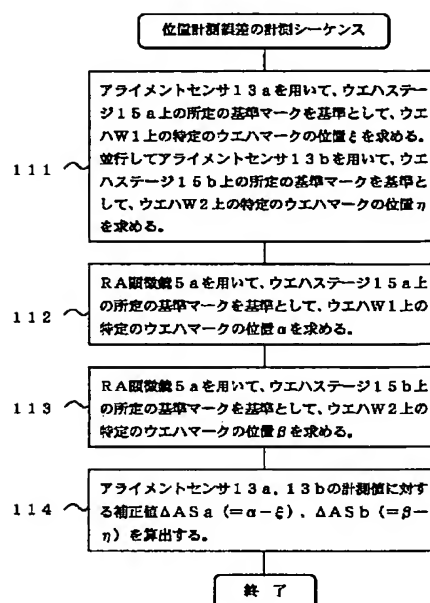 位置計測誤差の計測シーケンス
111
アライメントセンサ13aを用いて、ウエハステー
ジ15a上の所定の基準マークを基準として、ウエ
ハW1上の特定のウエハマークの位置ξを求める。
並行してアライメントセンサ13bを用いて、ウエ
ハステージ15b上の所定の基準マークを基準と
して、ウエハW2上の特定のウエハマークの位置η
を求める。
112
RA顕微鏡5aを用いて、ウエハステージ15a上
の所定の基準マークを基準として、ウエハW1上の
特定のウエハマークの位置αを求める。
113
RA顕微鏡5aを用いて、ウエハステージ15b上
の所定の基準マークを基準として、ウエハW2上の
特定のウエハマークの位置βを求める。
114
アライメントセンサ13a,13bの計測値に対す
る補正値ΔASa(=α-ξ)、ΔASb(=β-
η)を算出する。
終了